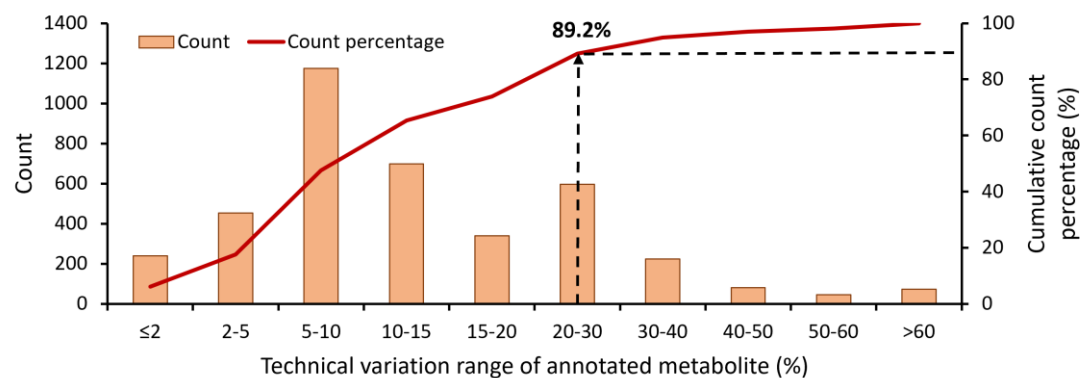 Count
Count percentage
89.2%
1400
1200
1000
800
600
400
200
0
Count
100
80
60
40
20
0
Cumulative count
percentage (%)
≤2 2-5 5-10 10-15 15-20 20-30 30-40 40-50 50-60 >60
Technical variation range of annotated metabolite (%)